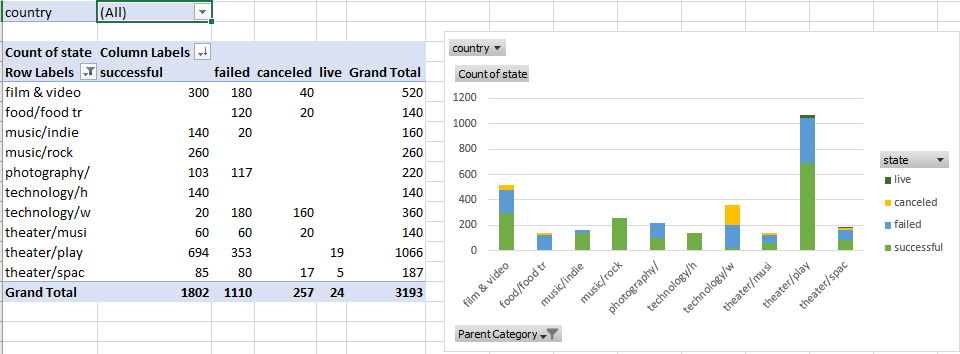 country (All)
Count of state Column Labels
Row Labels successful failed canceled live Grand Total
film & video 300 180 40 520
food/food tr 120 20 140
music/indie 140 20 160
music/rock 260 260
photography/ 103 117 220
technology/h 140 140
technology/w 20 180 160 360
theater/musi 60 60 20 140
theater/play 694 353 19 1066
theater/spac 85 80 17 5 187
Grand Total 1802 1110 257 24 3193
country
Count of state
1200
1000
800
600
400
200
0
film & video
food/food tr
music/indie
music/rock
photography/
technology/h
technology/w
theater/musi
theater/play
theater/spac
state
live
canceled
failed
successful
Parent Category